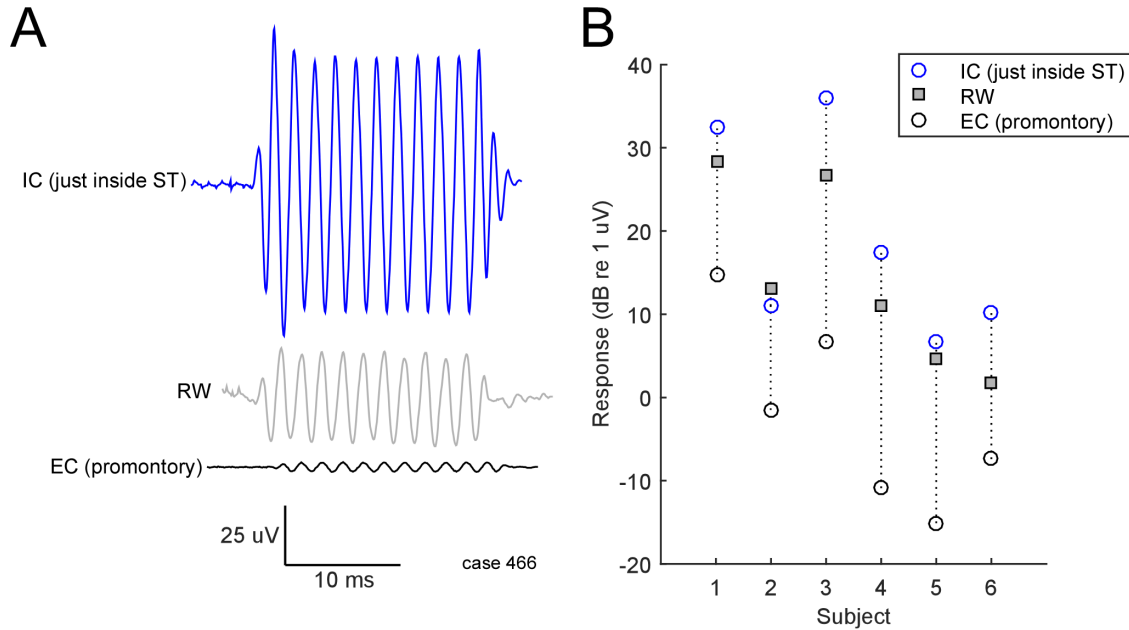 A
IC (just inside ST)
RW
EC (promontory)
25 uV
10 ms
case 466
B
IC (just inside ST)
RW
EC (promontory)
Response (dB re 1 uV)
40
30
20
10
0
-10
-20
1 2 3 4 5 6
Subject